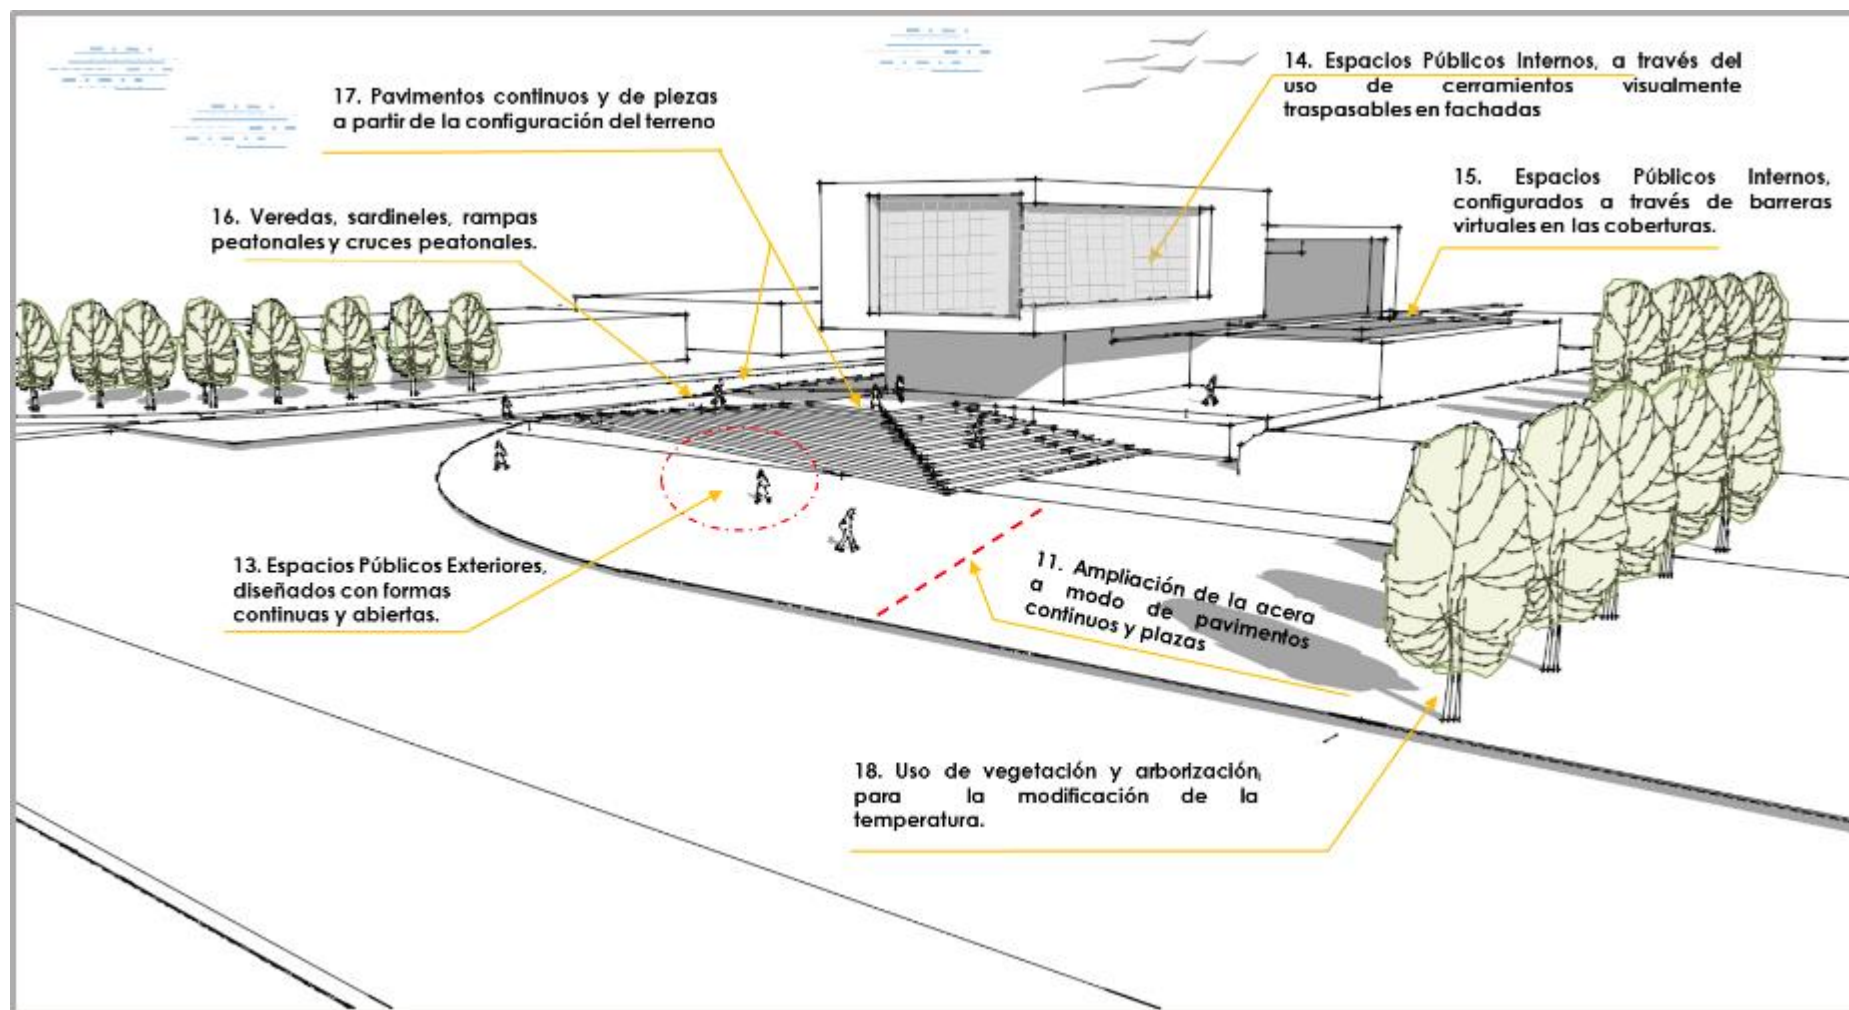 14. Espacios Públicos Internos, a través del
uso de cerramientos visualmente
traspasables en fachadas
17. Pavimentos continuos y de piezas
a partir de la configuración del terreno
15. Espacios Públicos Internos,
configurados a través de barreras
virtuales en las coberturas.
16. Veredas, sardineles, rampas
peatonales y cruces peatonales.
13. Espacios Públicos Exteriores,
diseñados con formas
continuas y abiertas.
11. Ampliación de la acera
a modo de pavimentos
continuos y plazas
18. Uso de vegetación y arborización,
para la modificación de la
temperatura.